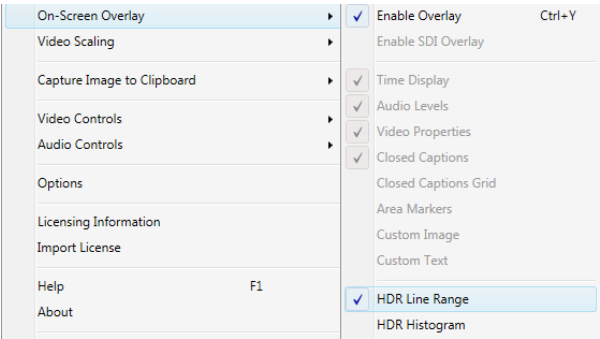 On-Screen Overlay
Video Scaling
Capture Image to Clipboard
Video Controls
Audio Controls
Options
Licensing Information
Import License
Help F1
About
Enable Overlay Ctrl+Y
Enable SDI Overlay
Time Display
Audio Levels
Video Properties
Closed Captions
Closed Captions Grid
Area Markers
Custom Image
Custom Text
HDR Line Range
HDR Histogram